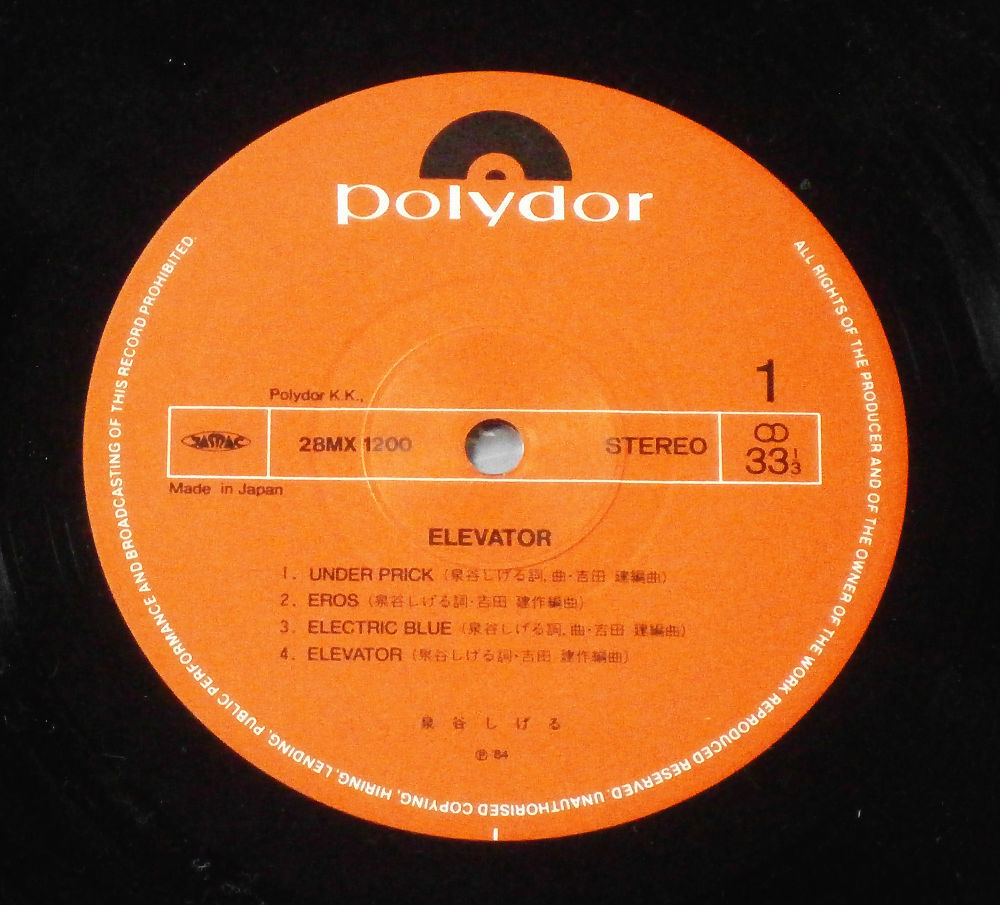 polydor
ALL RIGHTS OF THE PRODUCER AND OF THE OWNER OF THE WORK REPRODUCED RESERVED. UNAUTHORISED COPYING, HIRING, LENDING, PUBLIC PERFORMANCE AND BROADCASTING OF THIS RECORD PROHIBITED.
1
Polydor K.K.,
JASRAC
28MX 1200
STEREO
33 1/3
Made in Japan
ELEVATOR
1. UNDER PRICK (泉谷しげる詞,曲・吉田 建編曲)
2. EROS (泉谷しげる詞・吉田 建作編曲)
3. ELECTRIC BLUE (泉谷しげる詞,曲・吉田 建編曲)
4. ELEVATOR (泉谷しげる詞・吉田 建作編曲)
泉谷しげる
℗ '84